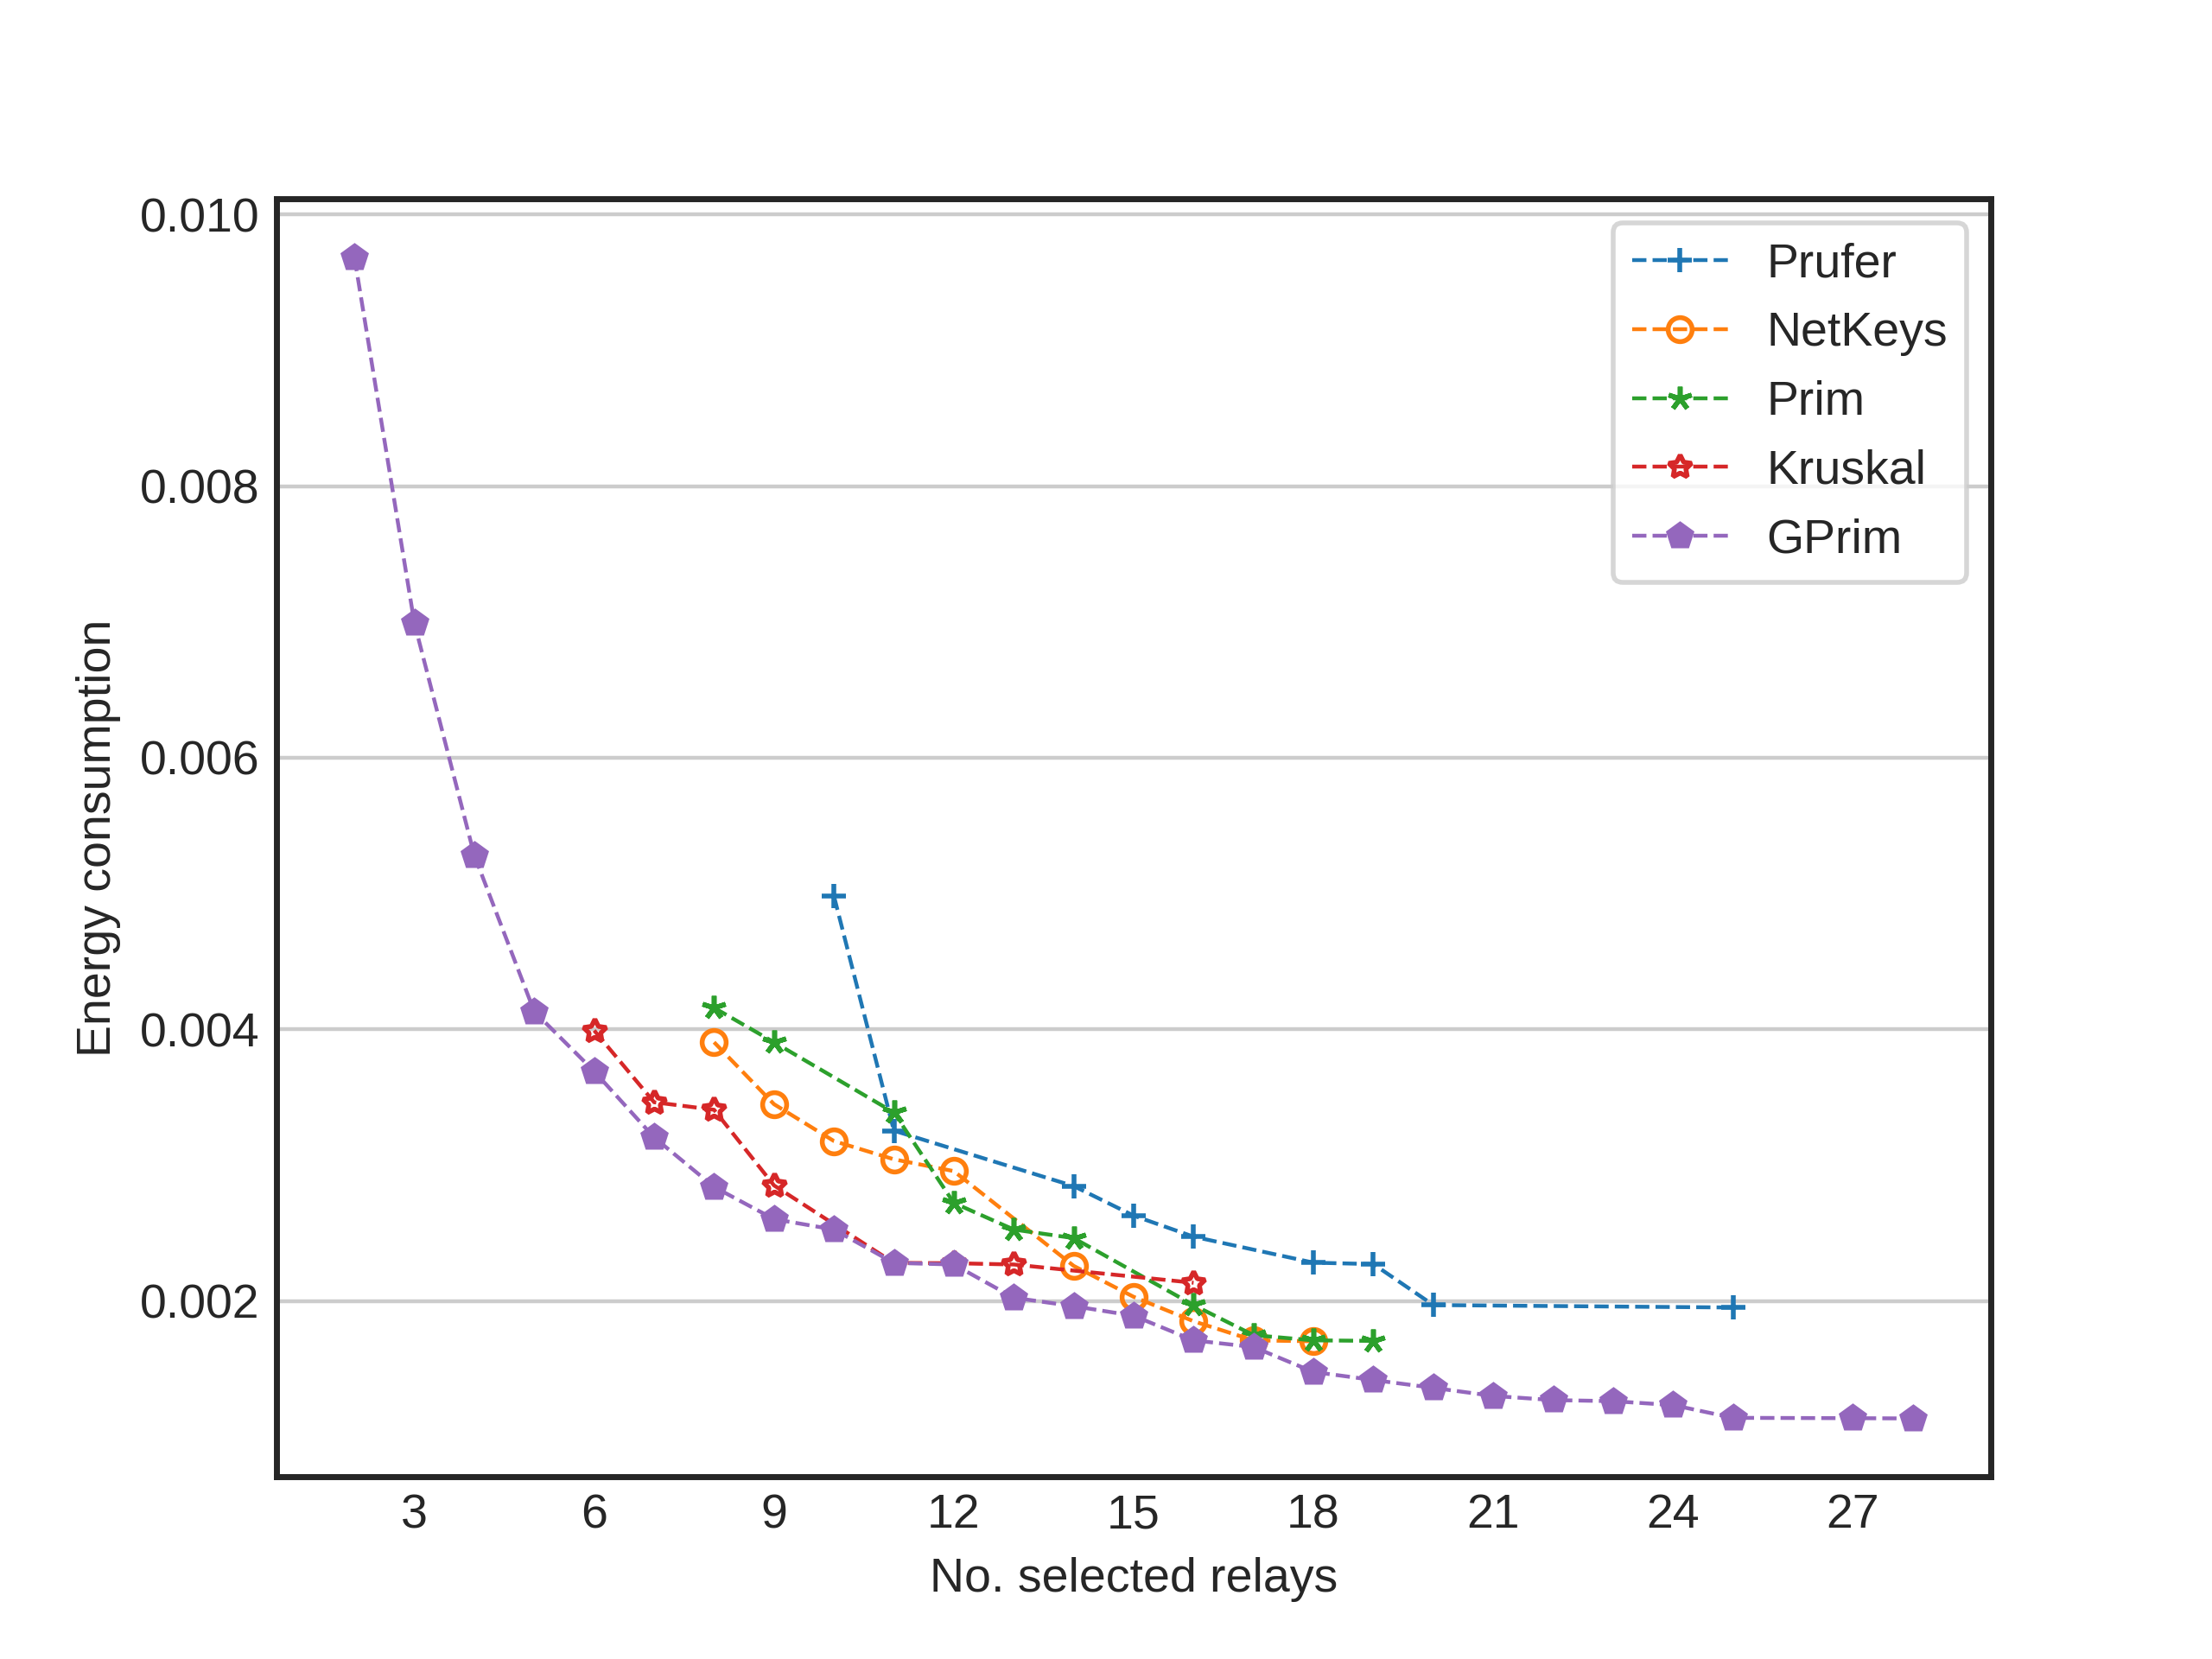 0.010
0.008
0.006
0.004
0.002
Energy consumption
Prufer
NetKeys
Prim
Kruskal
GPrim
3 6 9 12 15 18 21 24 27
No. selected relays